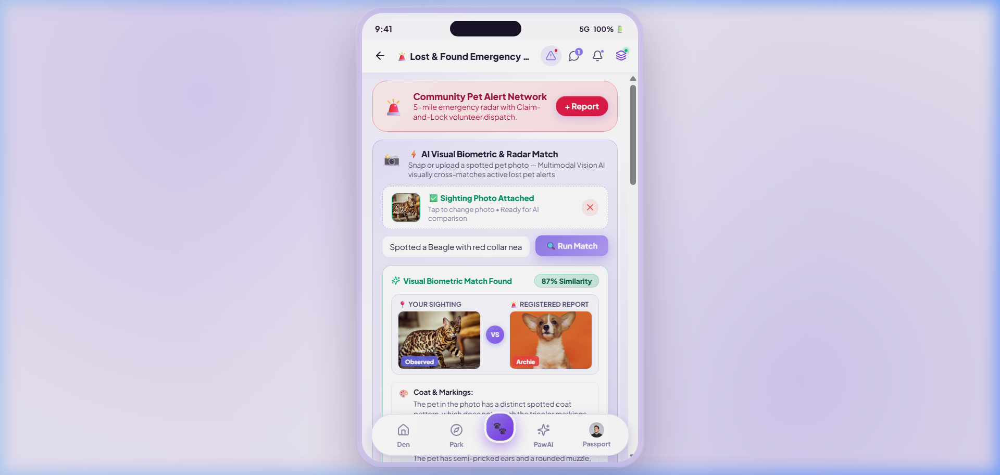 9:41
5G 100%
Lost & Found Emergency ...
1
Community Pet Alert Network
5-mile emergency radar with Claim-
and-Lock volunteer dispatch.
+ Report
AI Visual Biometric & Radar Match
Snap or upload a spotted pet photo — Multimodal Vision AI
visually cross-matches active lost pet alerts
Sighting Photo Attached
Tap to change photo • Ready for AI
comparison
Spotted a Beagle with red collar nea
Run Match
Visual Biometric Match Found
87% Similarity
YOUR SIGHTING
REGISTERED REPORT
Observed
VS
Archie
Coat & Markings:
The pet in the photo has a distinct spotted coat
pattern, which does the tricolor markings
Den
Park
PawAI
Passport
The pet has semi-pricked ears and a rounded muzzle,